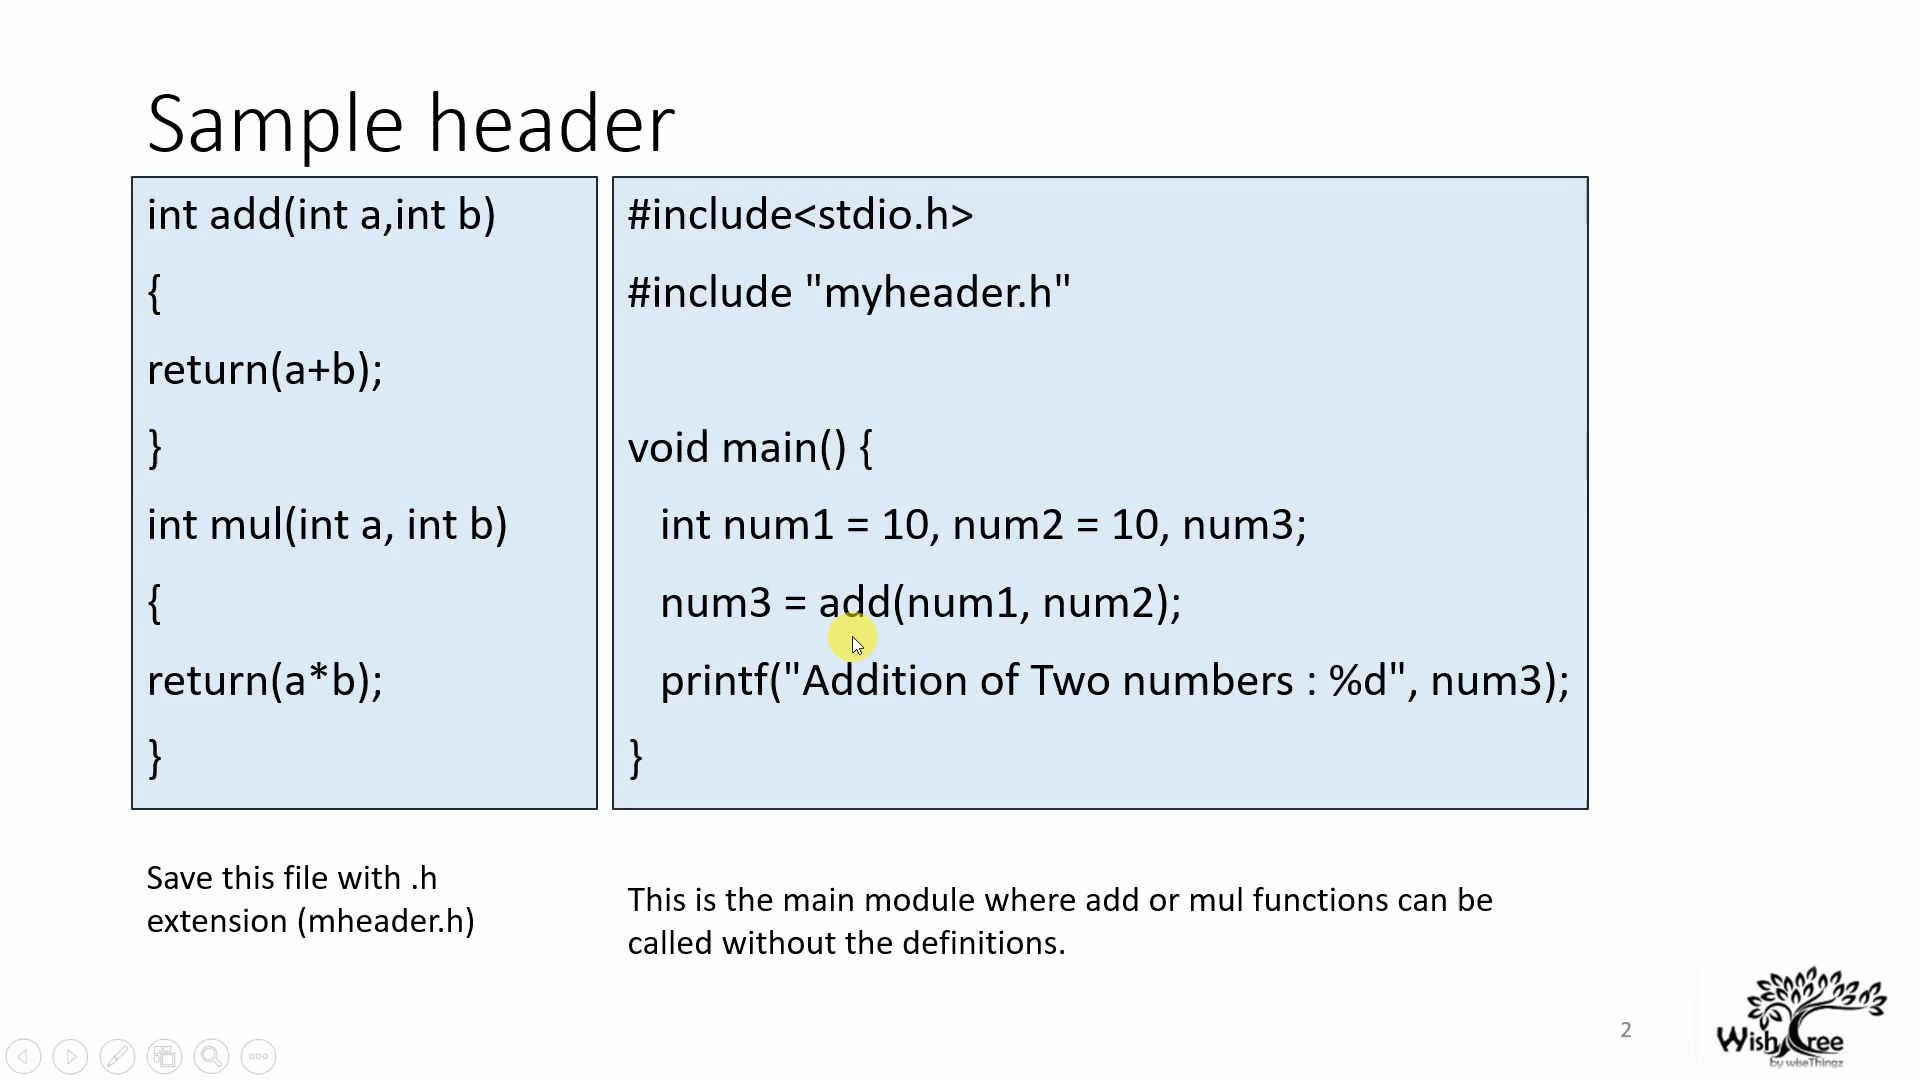 Sample header
int add(int a,int b)
{
return(a+b);
}
int mul(int a, int b)
{
return(a*b);
}
#include<stdio.h>
#include "myheader.h"
void main() {
int num1 = 10, num2 = 10, num3;
num3 = add(num1, num2);
printf("Addition of Two numbers : %d", num3);
}
Save this file with .h
extension (mheader.h)
This is the main module where add or mul functions can be
called without the definitions.
2
Wish Tree
by wiseThingz